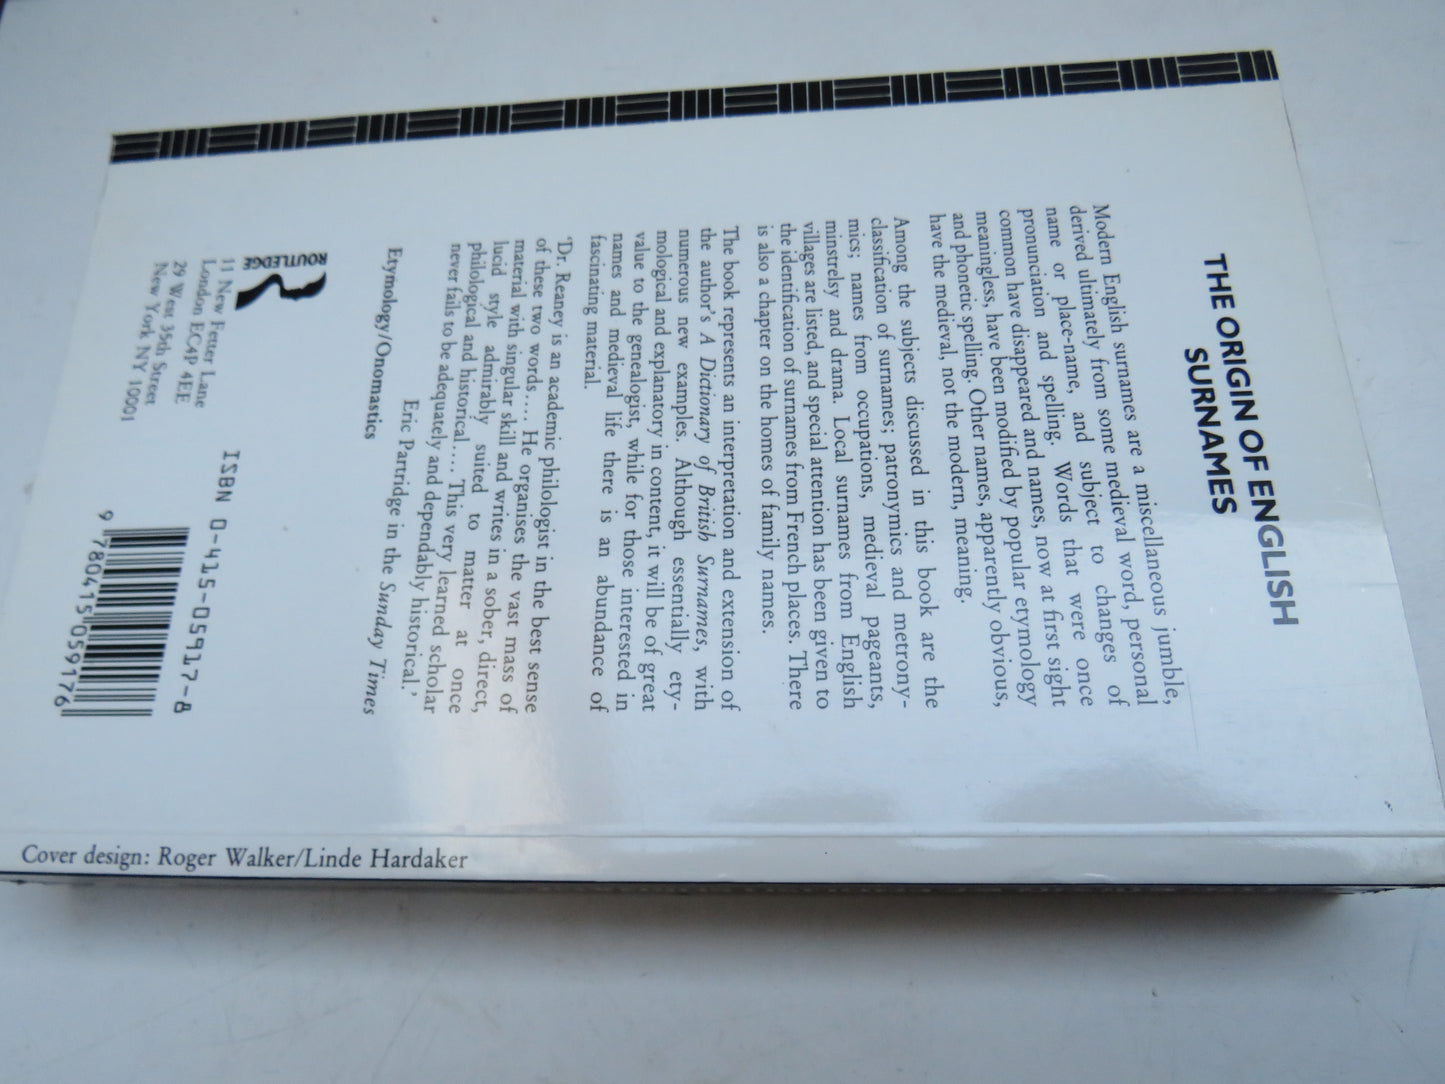 THE ORIGIN OF ENGLISH
SURNAMES
Modern English surnames are a miscellaneous jumble,
derived ultimately from some medieval word, personal
name or place-name, and subject to changes of
pronunciation and spelling. Words that were once
common have disappeared and names, now at first sight
meaningless, have been modified by popular etymology
and phonetic spelling. Other names, apparently obvious,
have the medieval, not the modern, meaning.
Among the subjects discussed in this book are the
classification of surnames; patronymics and metrony-
mics; names from occupations, medieval pageants,
minstrelsy and drama. Local surnames from English
villages are listed, and special attention has been given to
the identification of surnames from French places. There
is also a chapter on the homes of family names.
The book represents an interpretation and extension of
the author's A Dictionary of British Surnames, with
numerous new examples. Although essentially ety-
mological and explanatory in content, it will be of great
value to the genealogist, while for those interested in
names and medieval life there is an abundance of
fascinating material.
'Dr. Reaney is an academic philologist in the best sense
of these two words.... He organises the vast mass of
material with singular skill and writes in a sober, direct,
lucid style admirably suited to matter at once
philological and historical.... This very learned scholar
never fails to be adequately and dependably historical.'
Eric Partridge in the Sunday Times
Etymology/Onomastics
ROUTLEDGE
11 New Fetter Lane
London EC4P 4EE
29 West 35th Street
New York NY 10001
ISBN 0-415-05917-8
9 780415 059176
Cover design: Roger Walker/Linde Hardaker